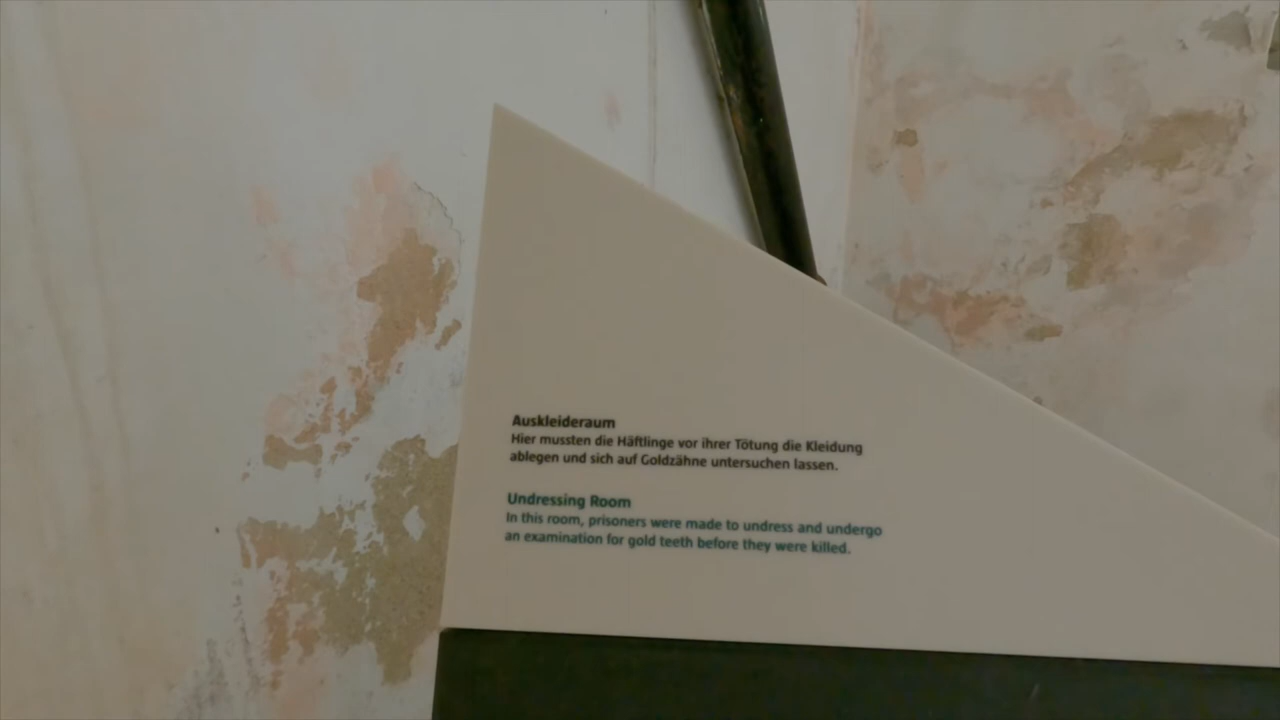 Auskleideraum
Hier mussten die Häftlinge vor ihrer Tötung die Kleidung
ablegen und sich auf Goldzähne untersuchen lassen.
Undressing Room
In this room, prisoners were made to undress and undergo
an examination for gold teeth before they were killed.